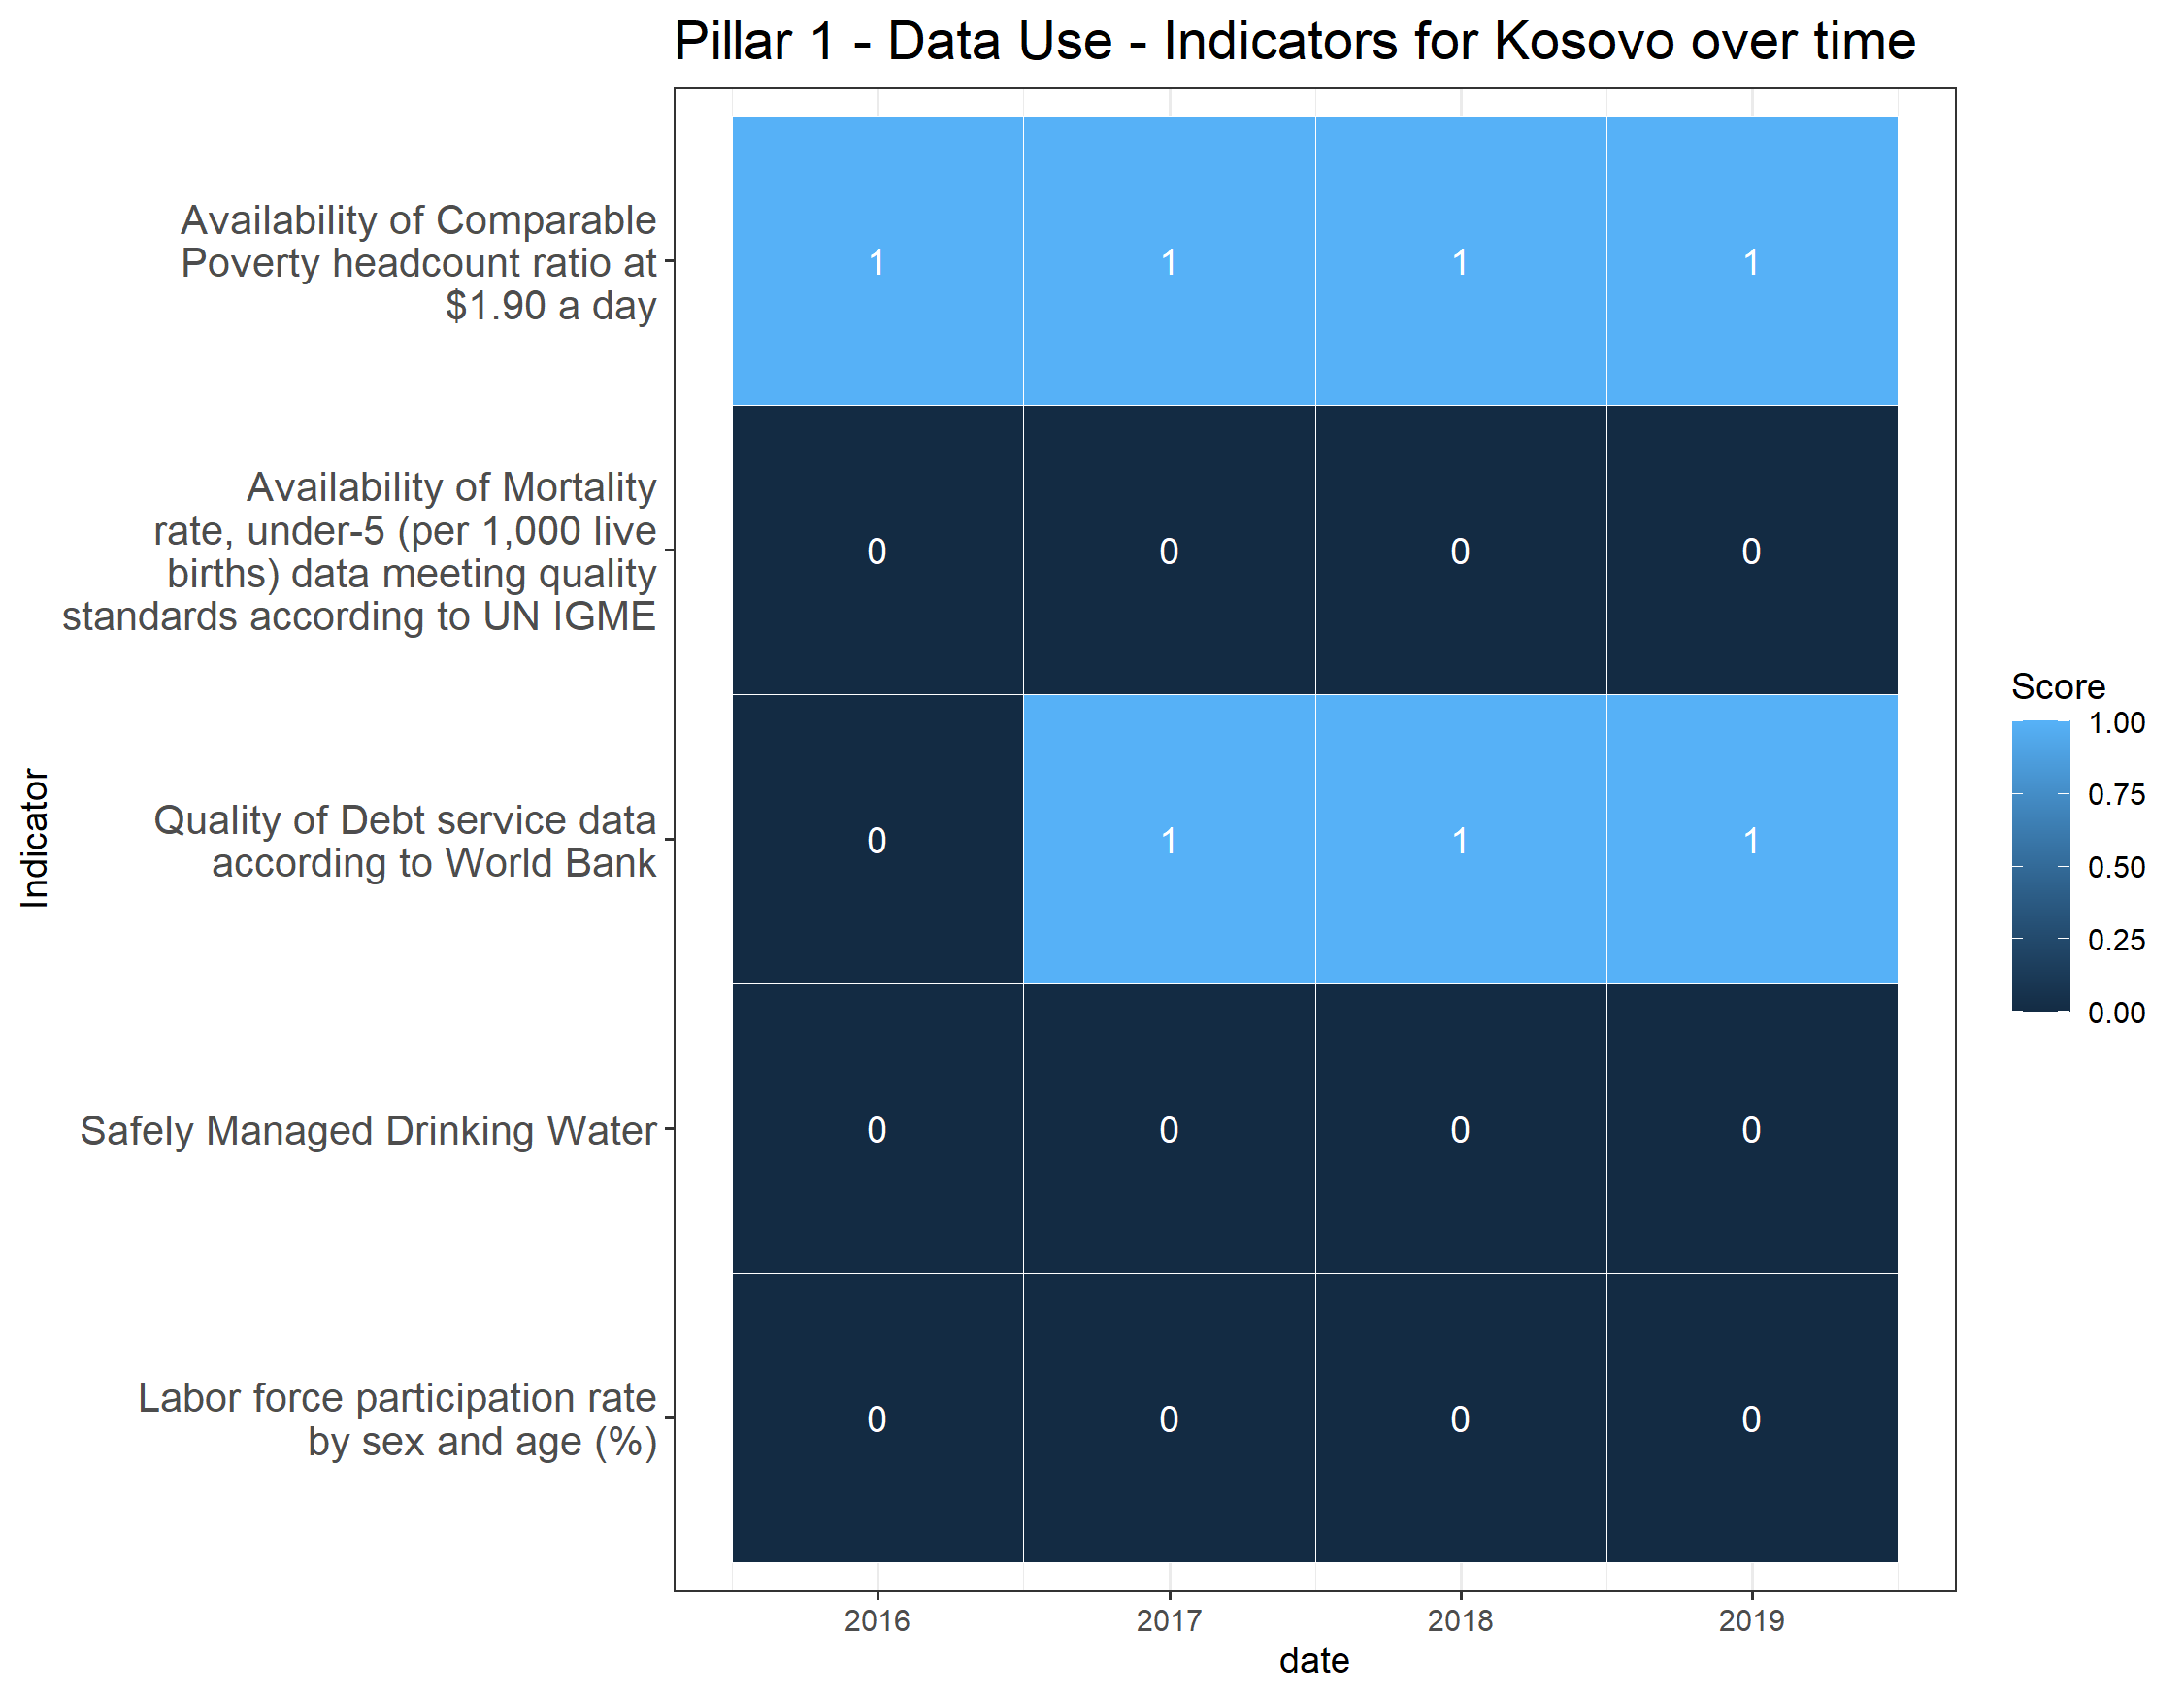 Pillar 1 - Data Use - Indicators for Kosovo over time
Indicator
Availability of Comparable
Poverty headcount ratio at
$1.90 a day
1 1 1 1
Availability of Mortality
rate, under-5 (per 1,000 live
births) data meeting quality
standards according to UN IGME
0 0 0 0
Quality of Debt service data
according to World Bank
0 1 1 1
Safely Managed Drinking Water
0 0 0 0
Labor force participation rate
by sex and age (%)
0 0 0 0
2016 2017 2018 2019
date
Score
1.00
0.75
0.50
0.25
0.00